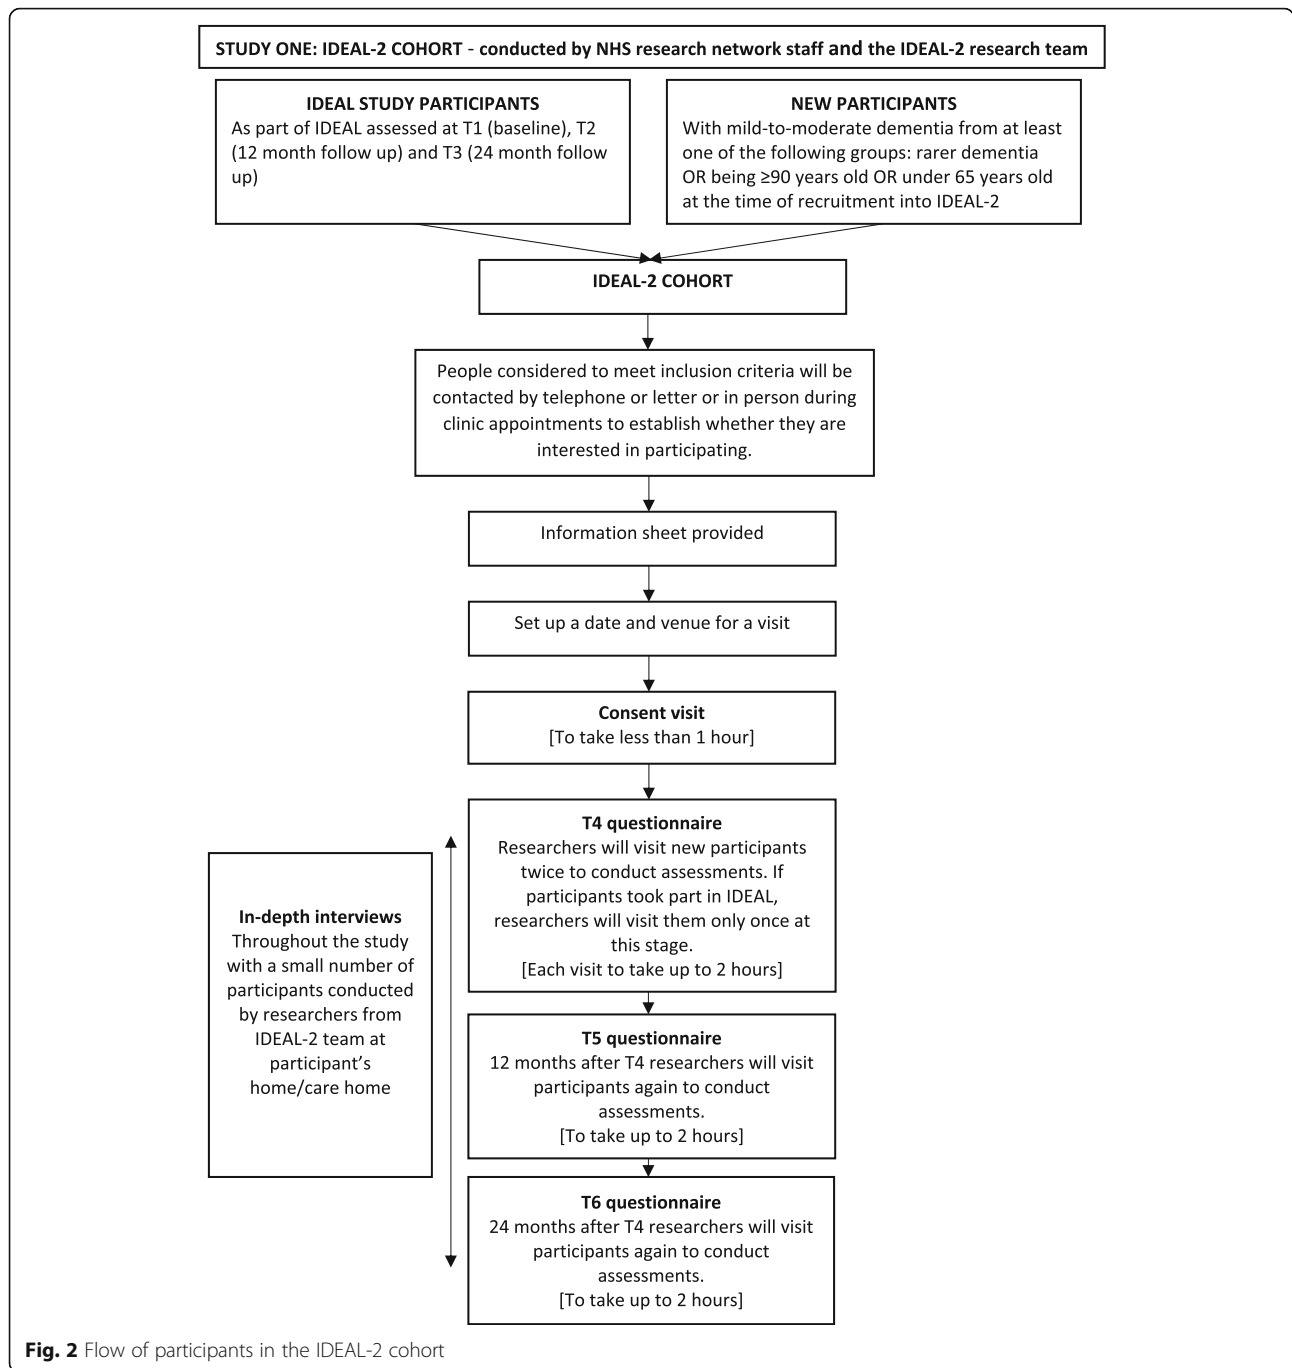 STUDY ONE: IDEAL-2 COHORT - conducted by NHS research network staff and the IDEAL-2 research team
IDEAL STUDY PARTICIPANTS
As part of IDEAL assessed at T1 (baseline), T2
(12 month follow up) and T3 (24 month follow
up)
NEW PARTICIPANTS
With mild-to-moderate dementia from at least
one of the following groups: rarer dementia
OR being ≥90 years old OR under 65 years old
at the time of recruitment into IDEAL-2
IDEAL-2 COHORT
People considered to meet inclusion criteria will be
contacted by telephone or letter or in person during
clinic appointments to establish whether they are
interested in participating.
Information sheet provided
Set up a date and venue for a visit
Consent visit
[To take less than 1 hour]
T4 questionnaire
Researchers will visit new participants
twice to conduct assessments. If
participants took part in IDEAL,
researchers will visit them only once at
this stage.
[Each visit to take up to 2 hours]
In-depth interviews
Throughout the study
with a small number of
participants conducted
by researchers from
IDEAL-2 team at
participant's
home/care home
T5 questionnaire
12 months after T4 researchers will visit
participants again to conduct
assessments.
[To take up to 2 hours]
T6 questionnaire
24 months after T4 researchers will visit
participants again to conduct
assessments.
[To take up to 2 hours]
Fig. 2 Flow of participants in the IDEAL-2 cohort